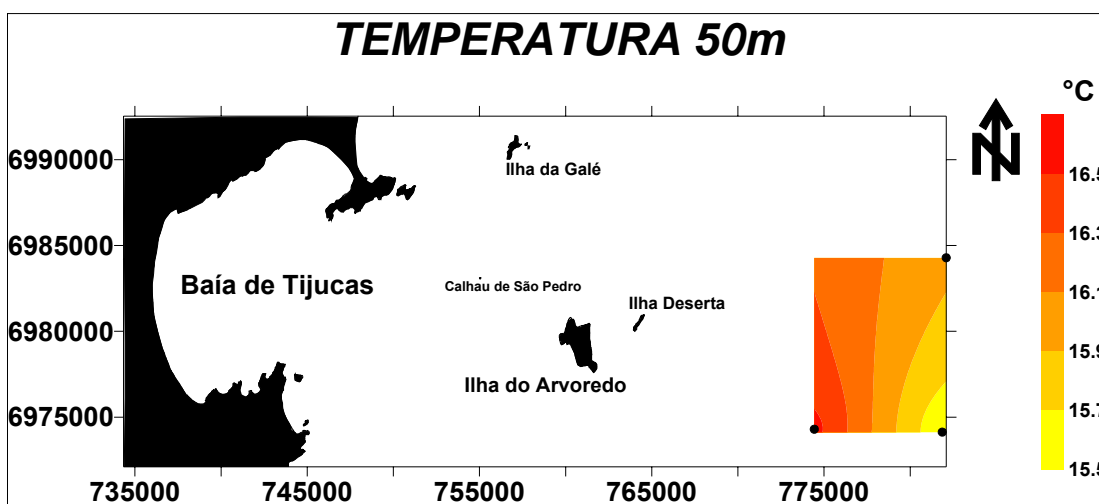 TEMPERATURA 50m
°C
N
6990000
6985000
6980000
6975000
735000
745000
755000
765000
775000
Ilha da Galé
Baía de Tijucas
Calhau de São Pedro
Ilha Deserta
Ilha do Arvoredo
16.5
16.3
16.1
15.9
15.7
15.5